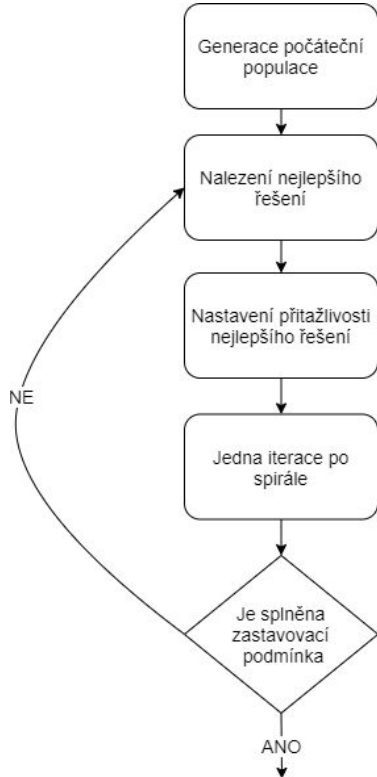 Generace počáteční
populace
Nalezení nejlepšího
řešení
Nastavení přitažlivosti
nejlepšího řešení
NE
Jedna iterace po
spirále
Je splněna
zastavovací
podmínka
ANO